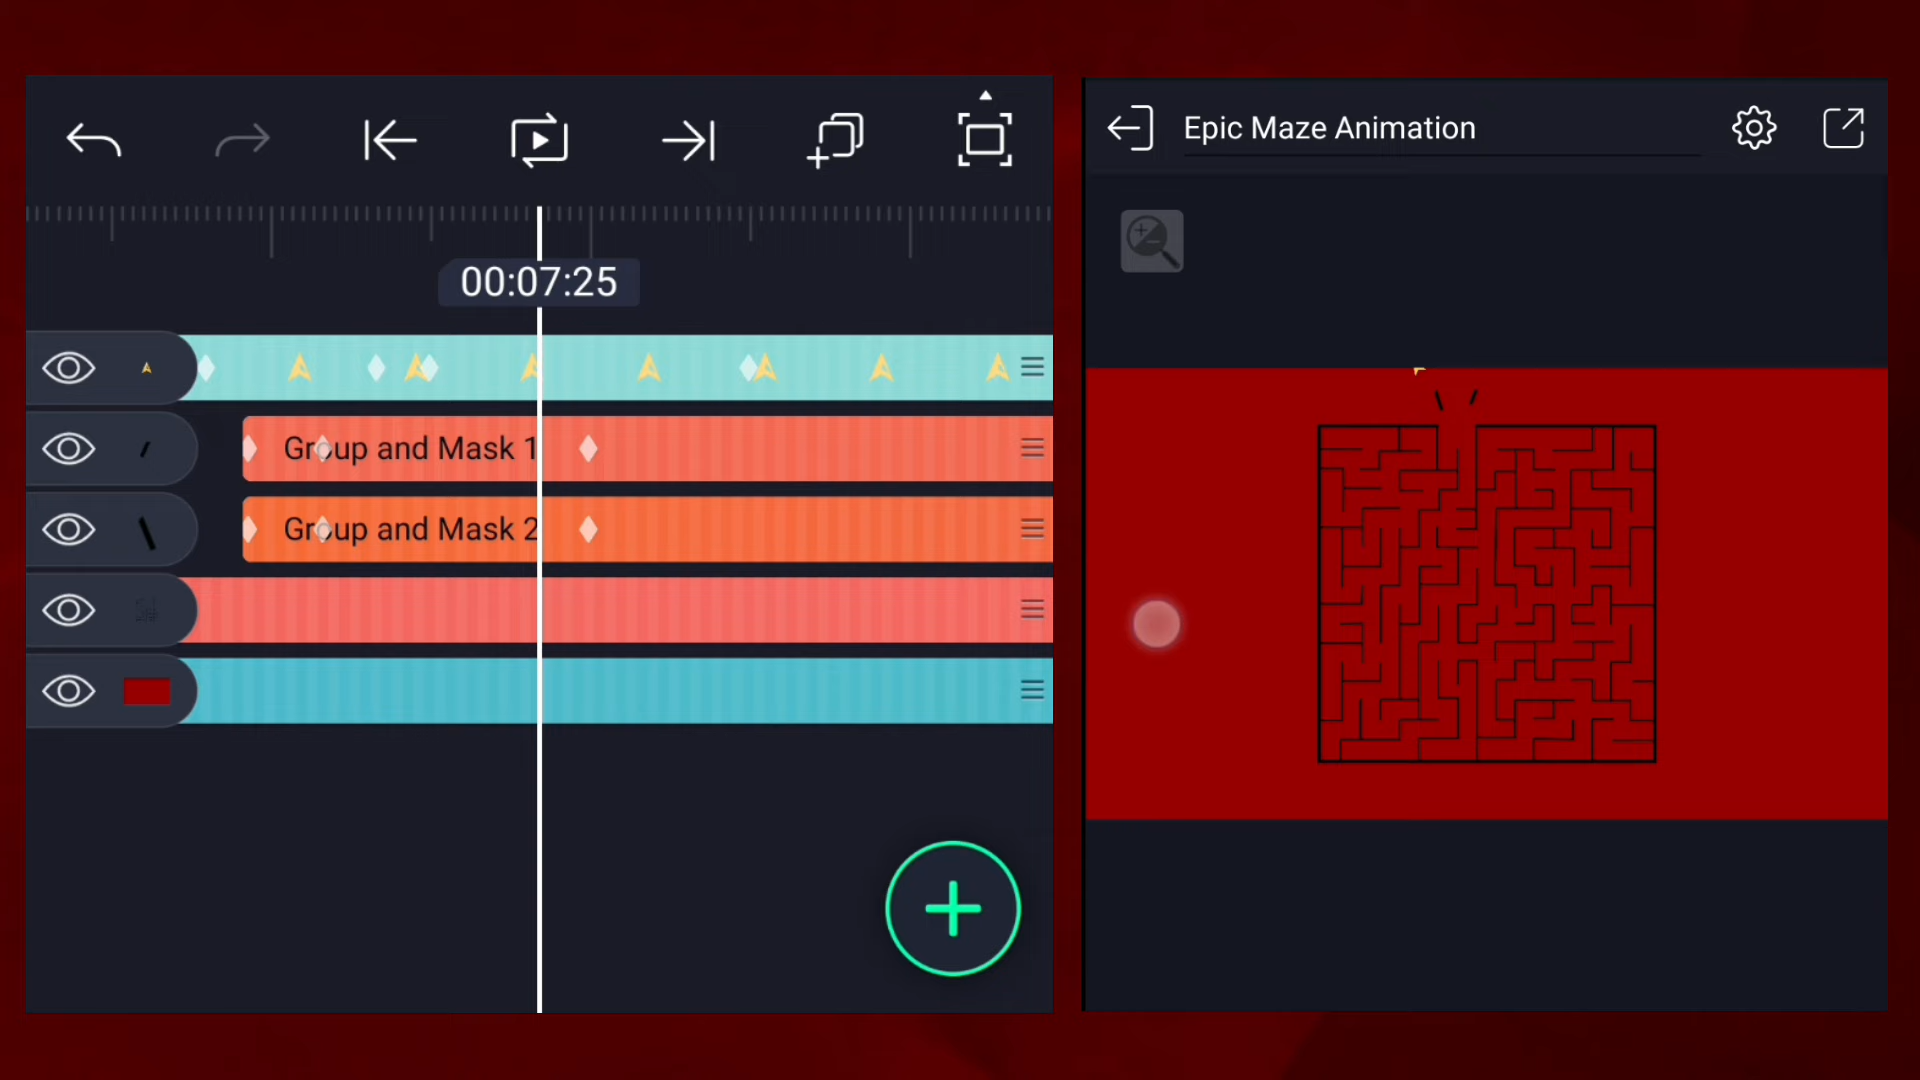 Epic Maze Animation
00:07:25
Group and Mask 1
Group and Mask 2